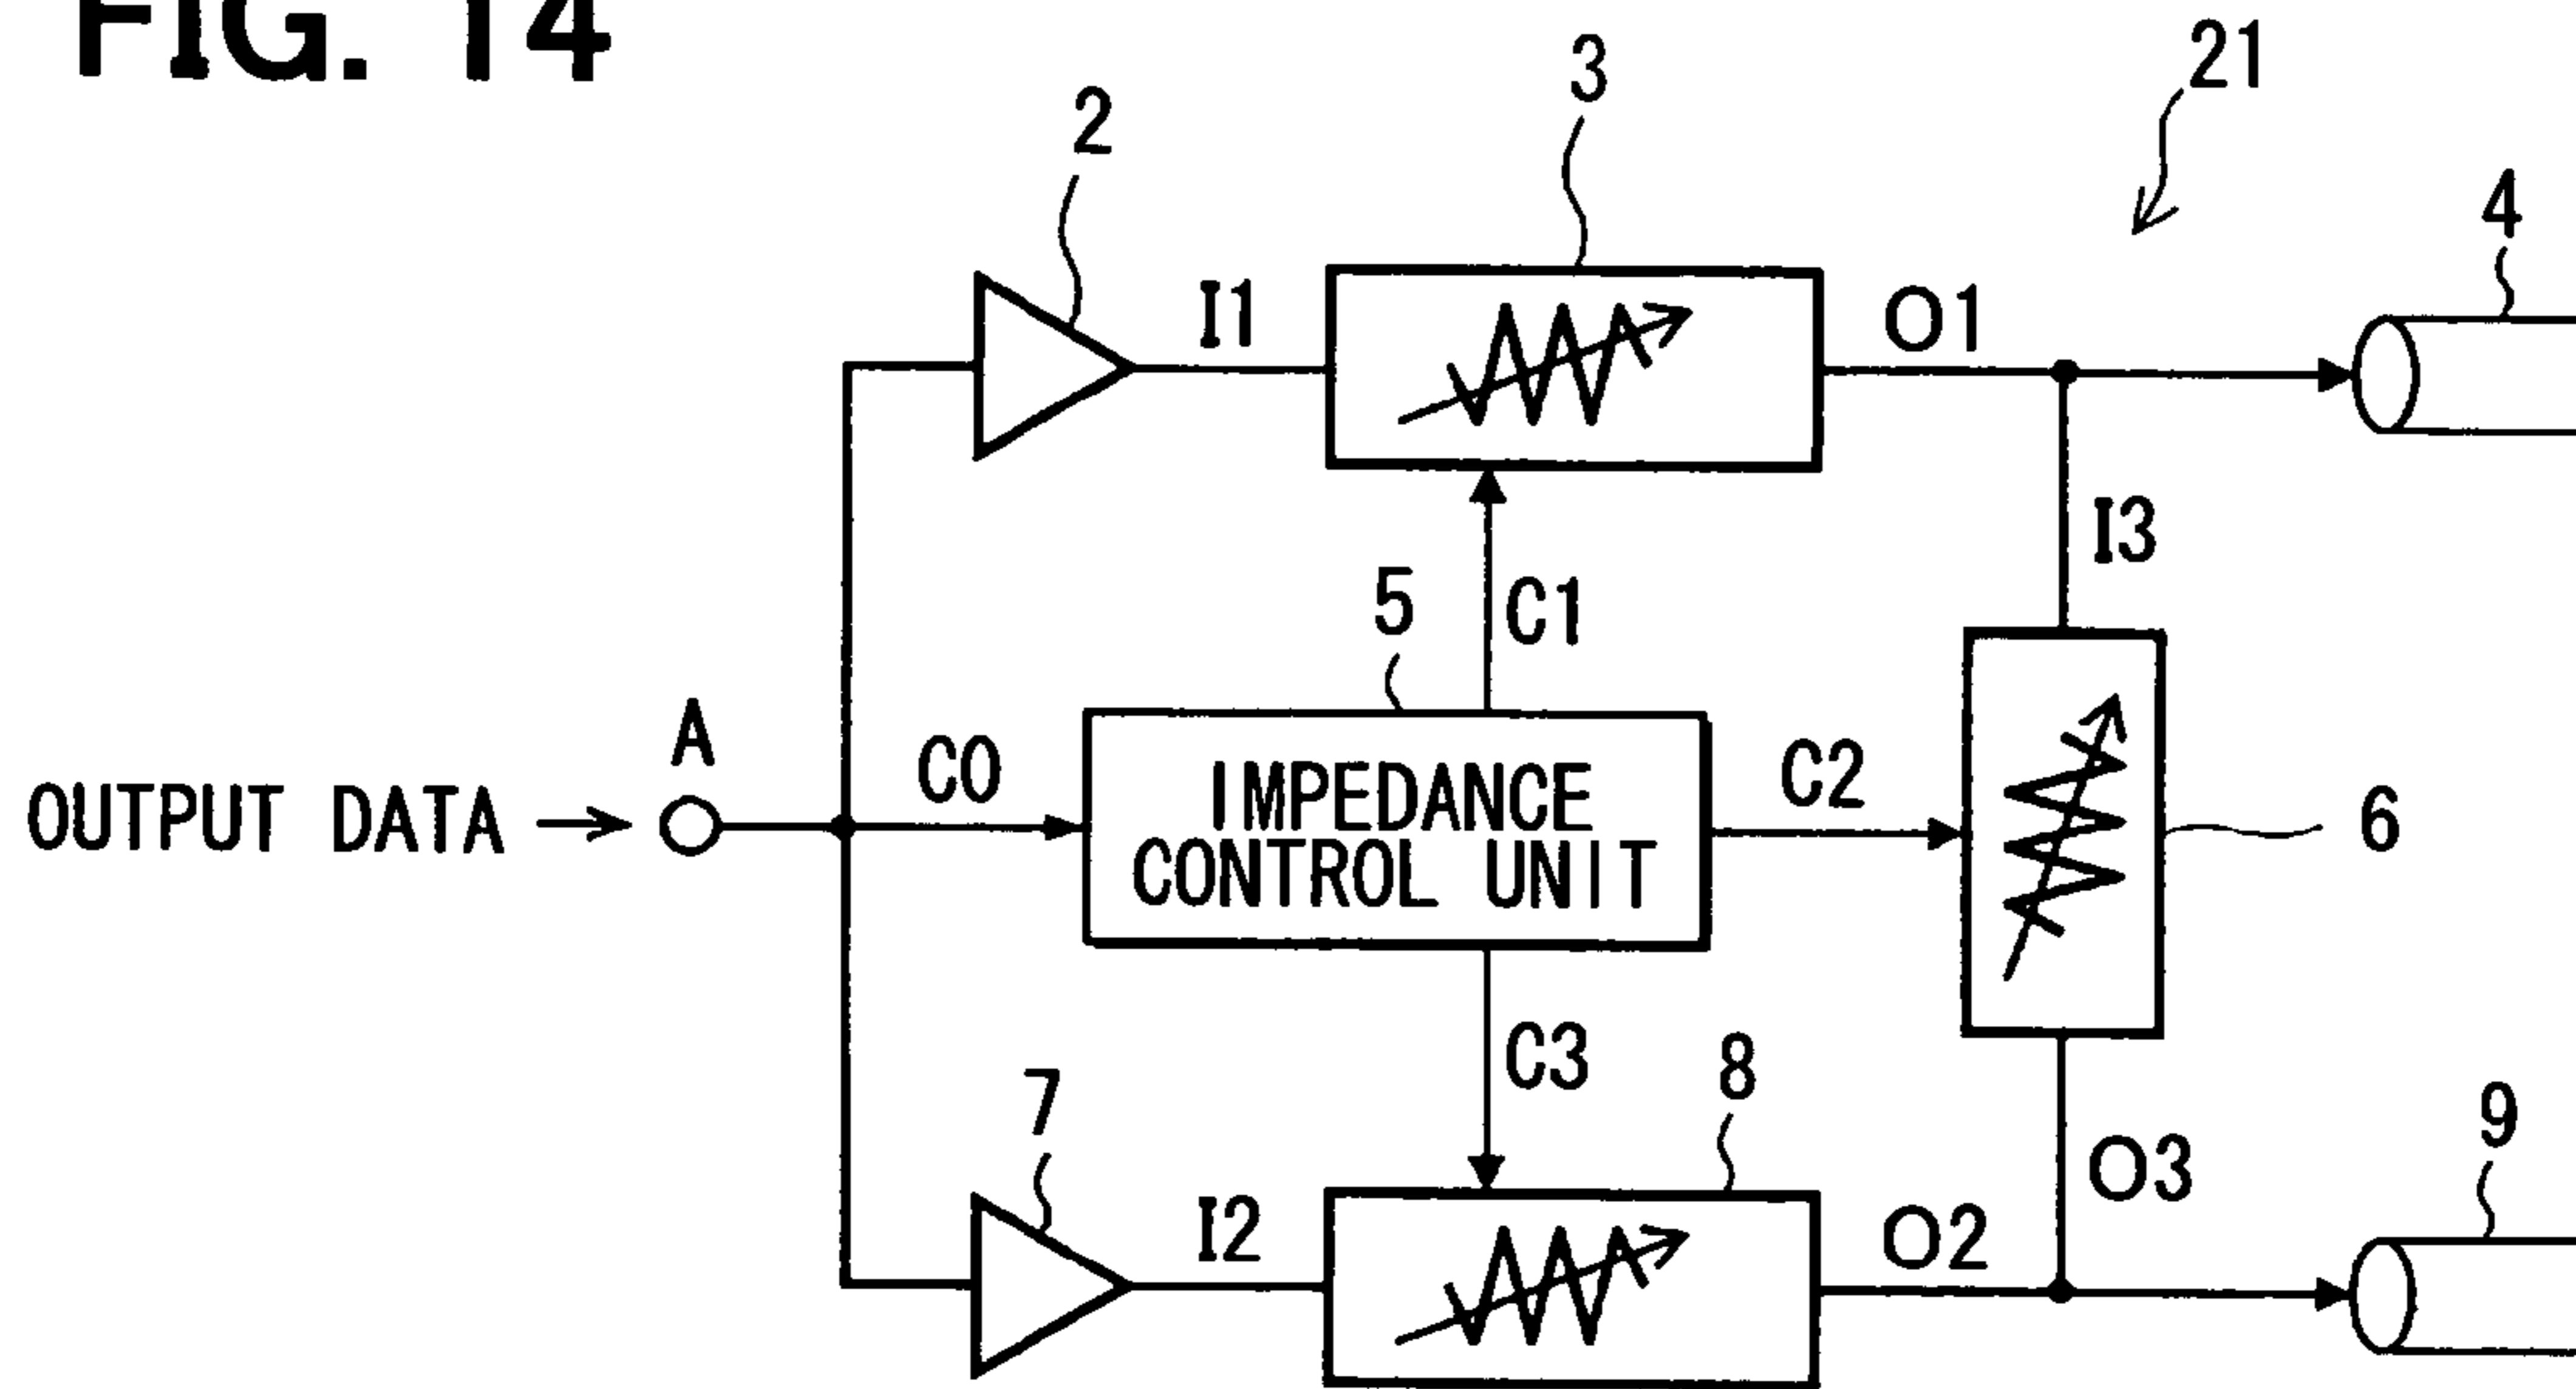 FIG. 14
21
3
2
4
I1
O1
I3
5
C1
A
C0
C2
OUTPUT DATA
IMPEDANCE
CONTROL UNIT
6
C3
8
7
9
O3
I2
O2